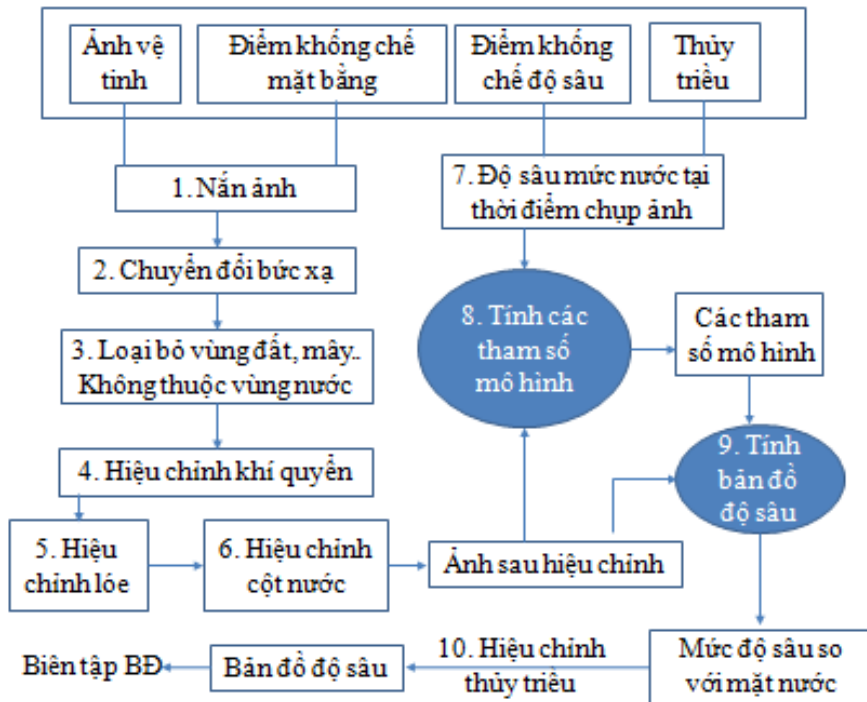 Ảnh vệ
tinh
Điểm khống chế
mặt bằng
Điểm khống
chế độ sâu
Thủy
triều
1. Nắn ảnh
7. Độ sâu mức nước tại
thời điểm chụp ảnh
2. Chuyển đổi bức xạ
8. Tính các
tham số
mô hình
Các tham
số mô hình
3. Loại bỏ vùng đất, mây..
Không thuộc vùng nước
4. Hiệu chỉnh khí quyển
9. Tính
bản đồ
độ sâu
5. Hiệu
chỉnh lóe
6. Hiệu chỉnh
cột nước
Ảnh sau hiệu chỉnh
Biên tập BĐ
Bản đồ độ sâu
10. Hiệu chỉnh
thủy triều
Mức độ sâu so
với mặt nước